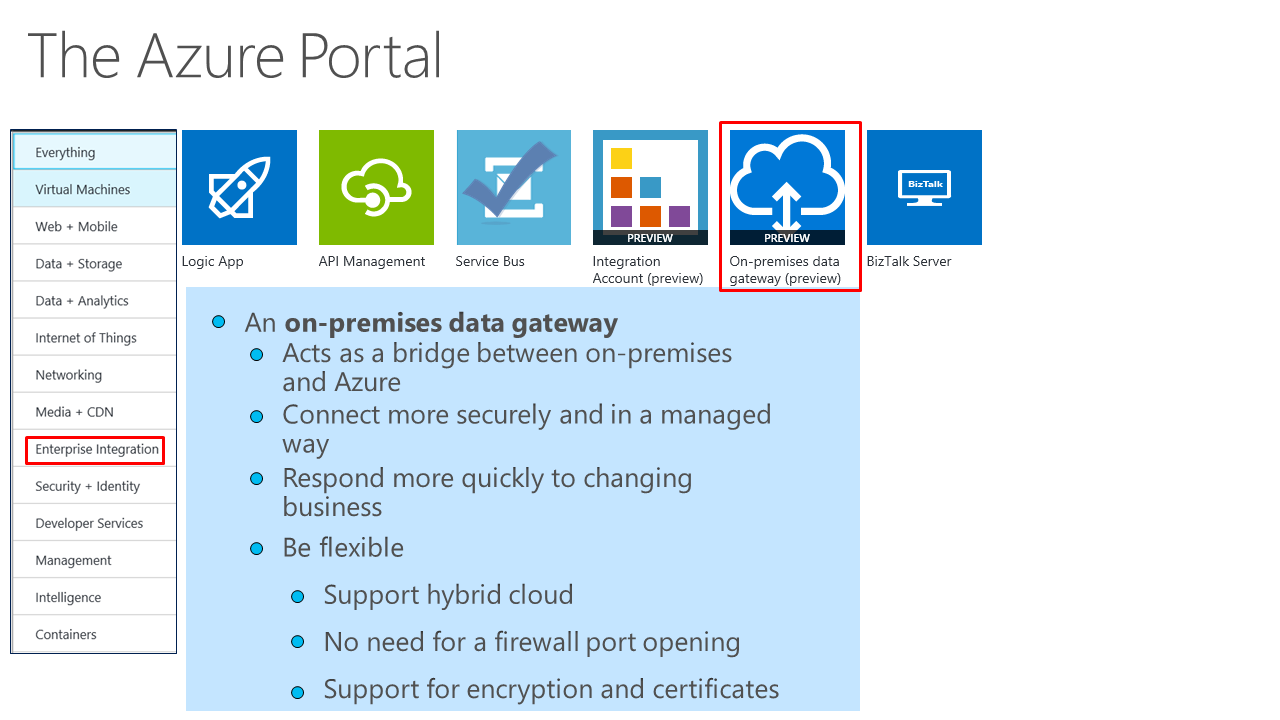 The Azure Portal
Everything
Virtual Machines
Web + Mobile
Data + Storage
Data + Analytics
Internet of Things
Networking
Media + CDN
Enterprise Integration
Security + Identity
Developer Services
Management
Intelligence
Containers
Logic App
API Management
Service Bus
PREVIEW
Integration
Account (preview)
PREVIEW
On-premises data
gateway (preview)
BizTalk
BizTalk Server
An on-premises data gateway
Acts as a bridge between on-premises
and Azure
Connect more securely and in a managed
way
Respond more quickly to changing
business
Be flexible
Support hybrid cloud
No need for a firewall port opening
Support for encryption and certificates